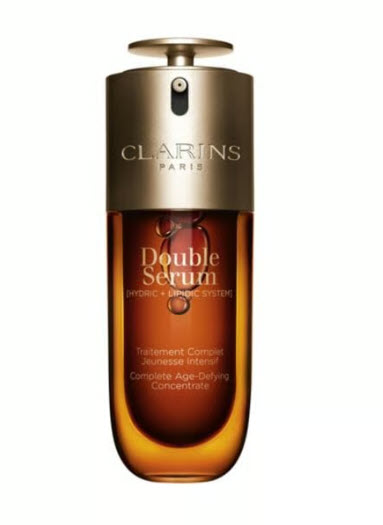 CLARINS
PARIS
Double
Serum
[HYDRIC + LIPIDIC SYSTEM]
Traitement Complet
Jeunesse Intensif
Complete Age-Defying
Concentrate